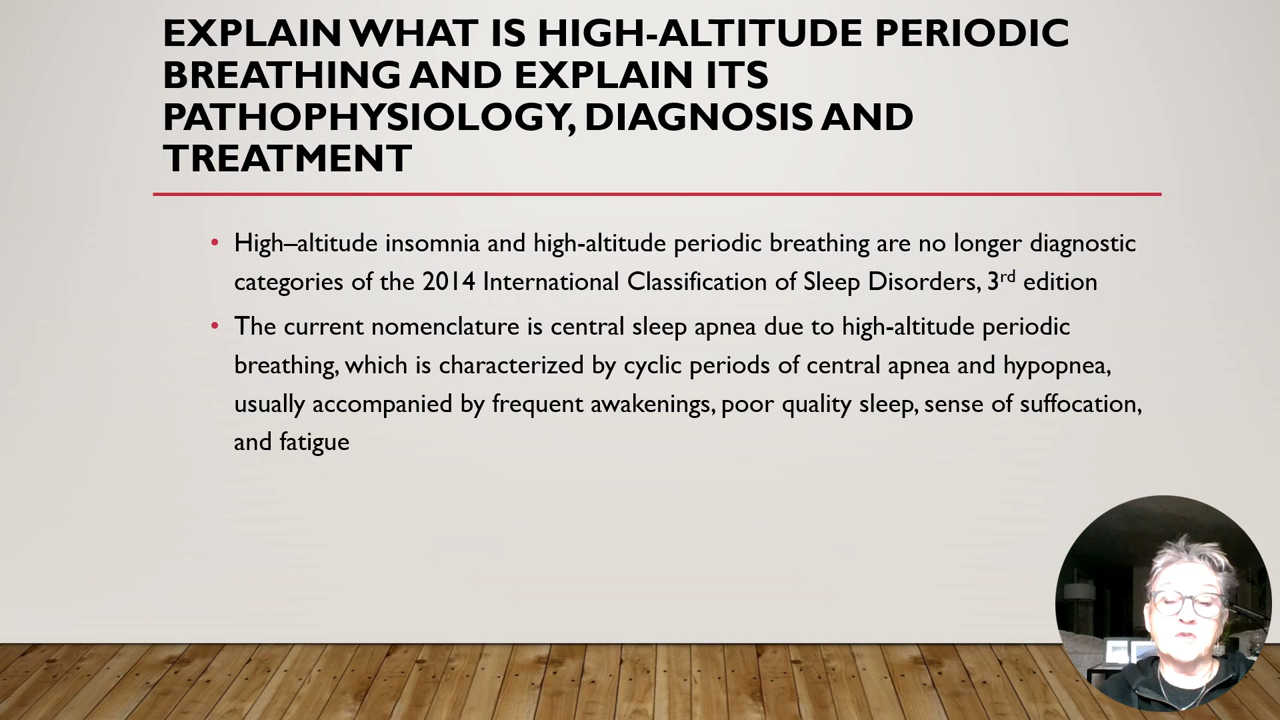 EXPLAIN WHAT IS HIGH-ALTITUDE PERIODIC
BREATHING AND EXPLAIN ITS
PATHOPHYSIOLOGY, DIAGNOSIS AND
TREATMENT
• High–altitude insomnia and high-altitude periodic breathing are no longer diagnostic
categories of the 2014 International Classification of Sleep Disorders, 3rd edition
• The current nomenclature is central sleep apnea due to high-altitude periodic
breathing, which is characterized by cyclic periods of central apnea and hypopnea,
usually accompanied by frequent awakenings, poor quality sleep, sense of suffocation,
and fatigue